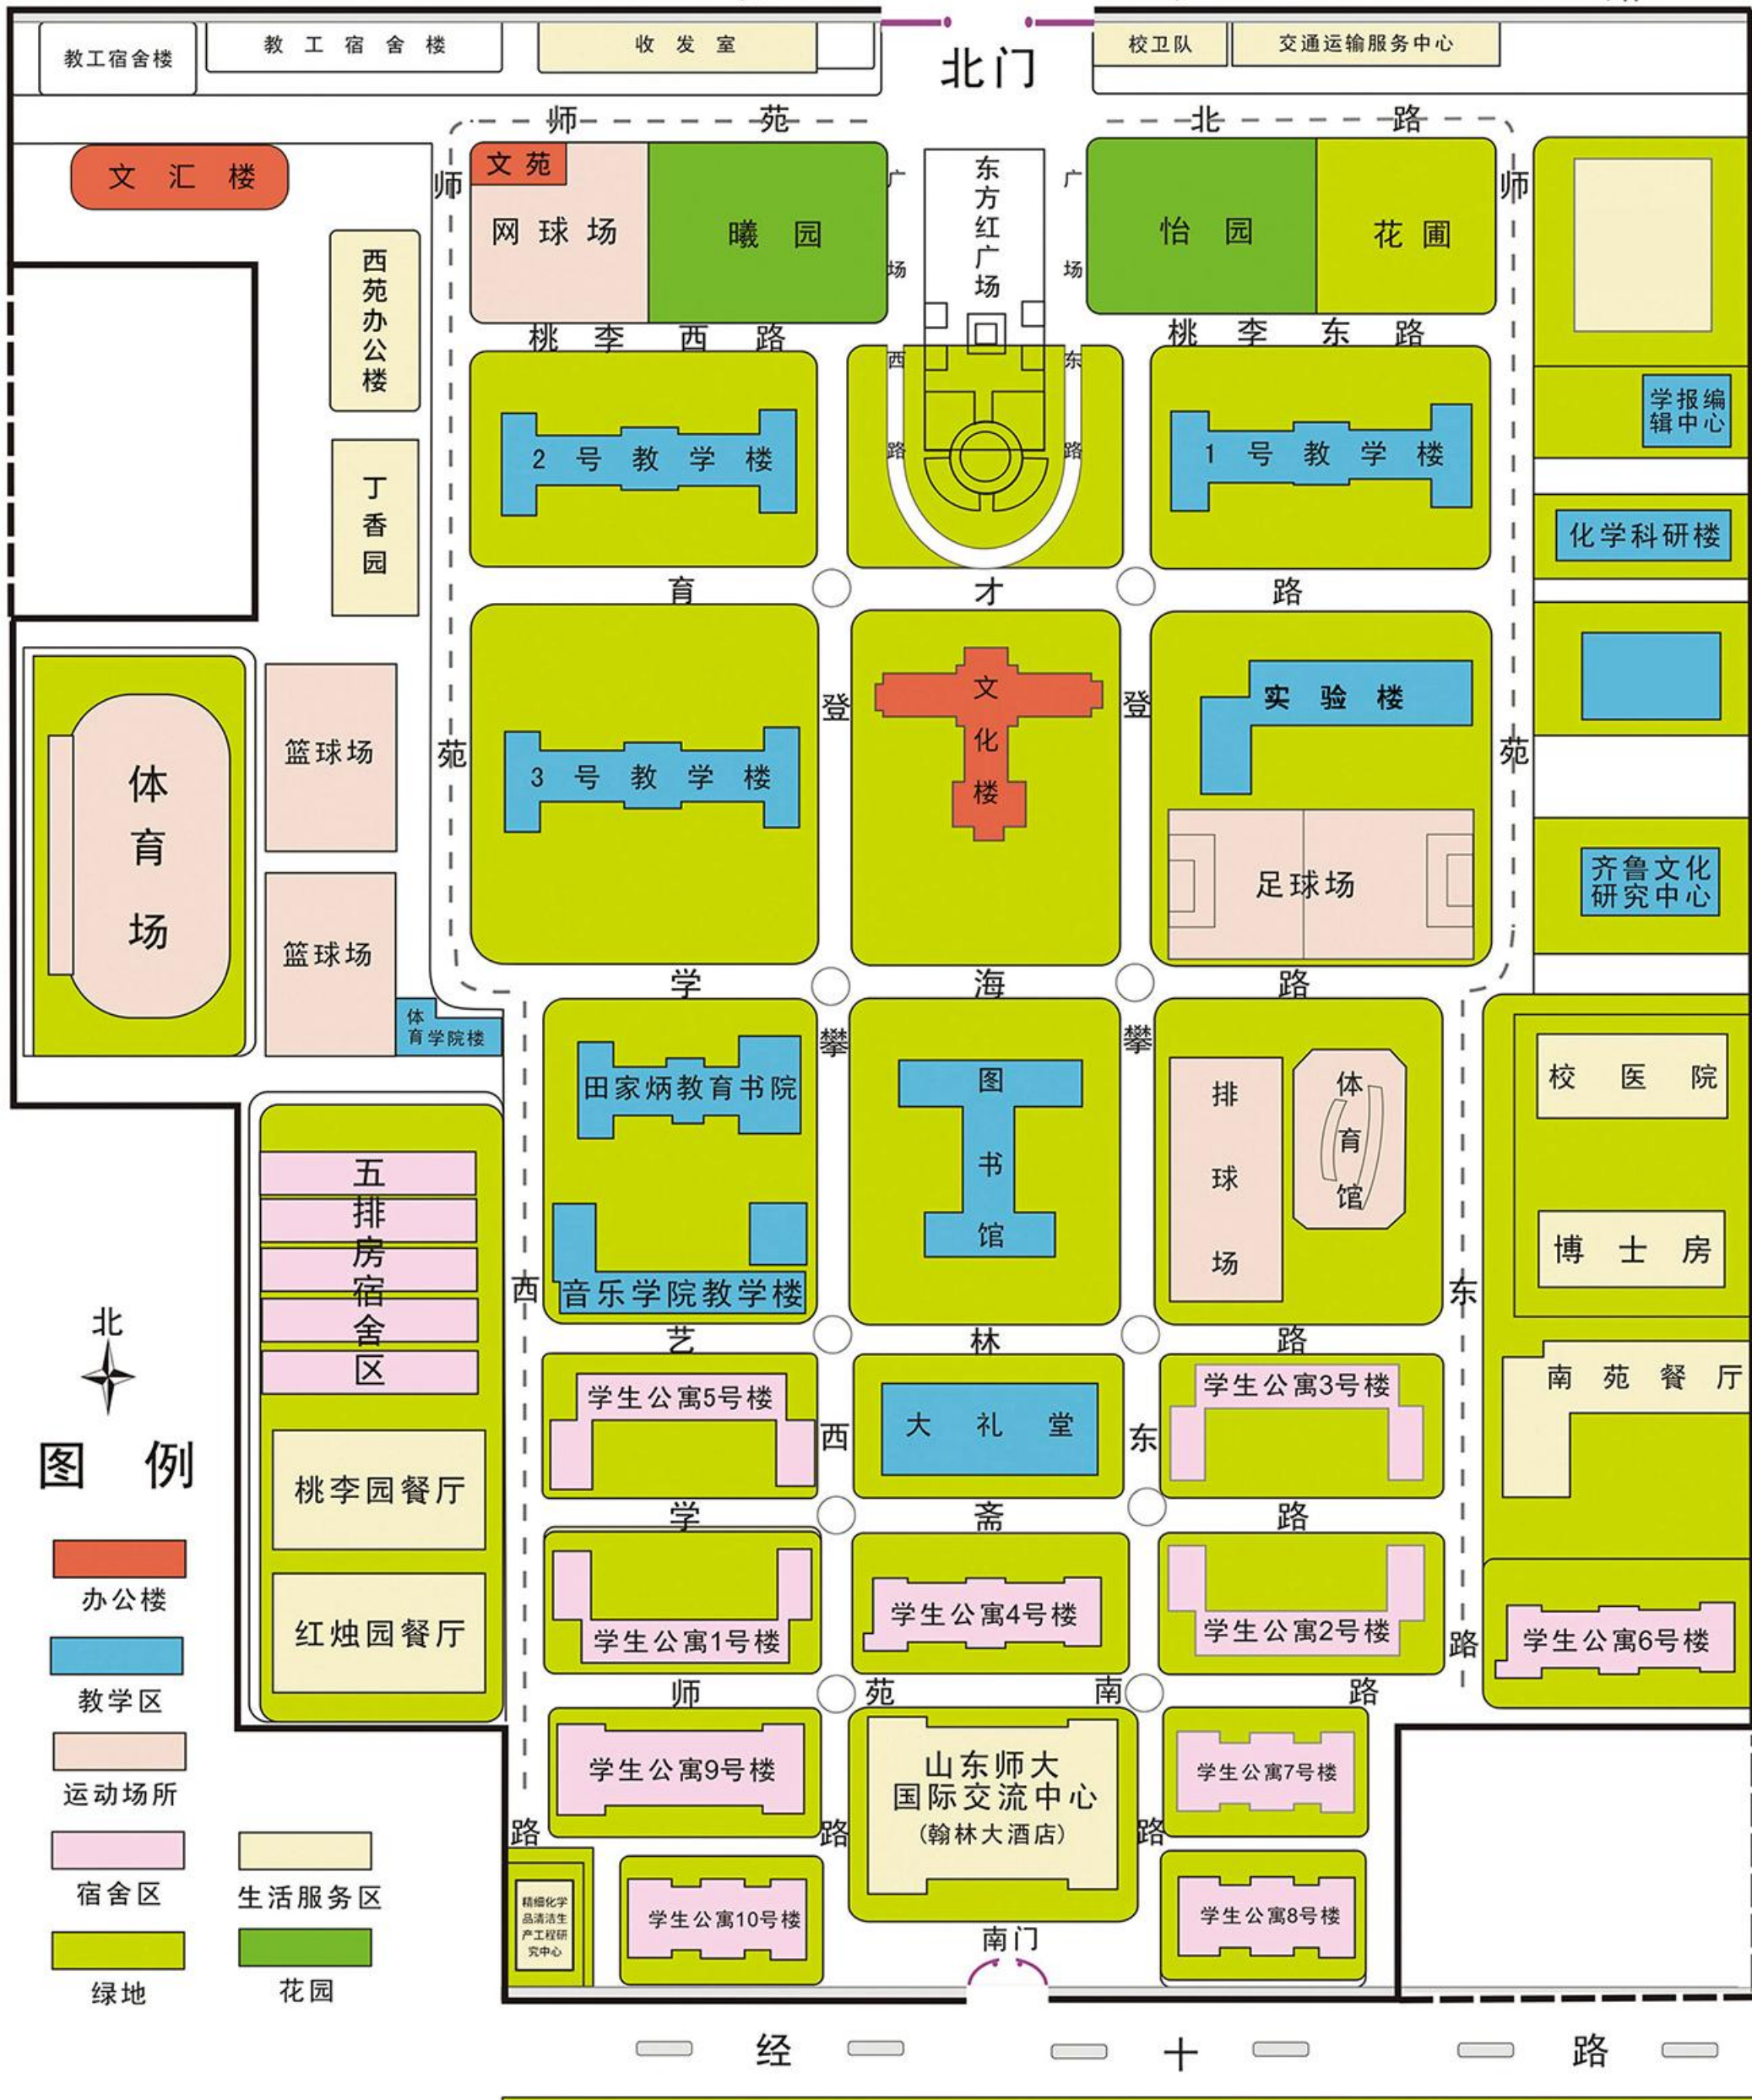 教工宿舍楼
教工宿舍楼
收发室
北门
校卫队
交通运输服务中心
师苑北路
文汇楼
文苑
网球场
曦园
广场西路
东方红广场
广场东路
怡园
花圃
师苑西路
师苑东路
西苑办公楼
桃李西路
桃李东路
学报编
辑中心
2号教学楼
1号教学楼
丁香园
化学科研楼
育才路
文化楼
实验楼
登攀西路
登攀东路
体育场
篮球场
3号教学楼
足球场
齐鲁文化
研究中心
篮球场
体
育学院楼
学海路
田家炳教育书院
图书馆
排球场
体育馆
校医院
五排房宿舍区
音乐学院教学楼
博士房
北
艺林路
学生公寓5号楼
大礼堂
学生公寓3号楼
南苑餐厅
桃李园餐厅
学斋路
红烛园餐厅
学生公寓1号楼
学生公寓4号楼
学生公寓2号楼
学生公寓6号楼
师苑南路
学生公寓9号楼
山东师大
国际交流中心
(翰林大酒店)
学生公寓7号楼
精细化学
品清洁生
产工程研
究中心
学生公寓10号楼
学生公寓8号楼
南门
图例
办公楼
教学区
运动场所
宿舍区
生活服务区
绿地
花园
经十路